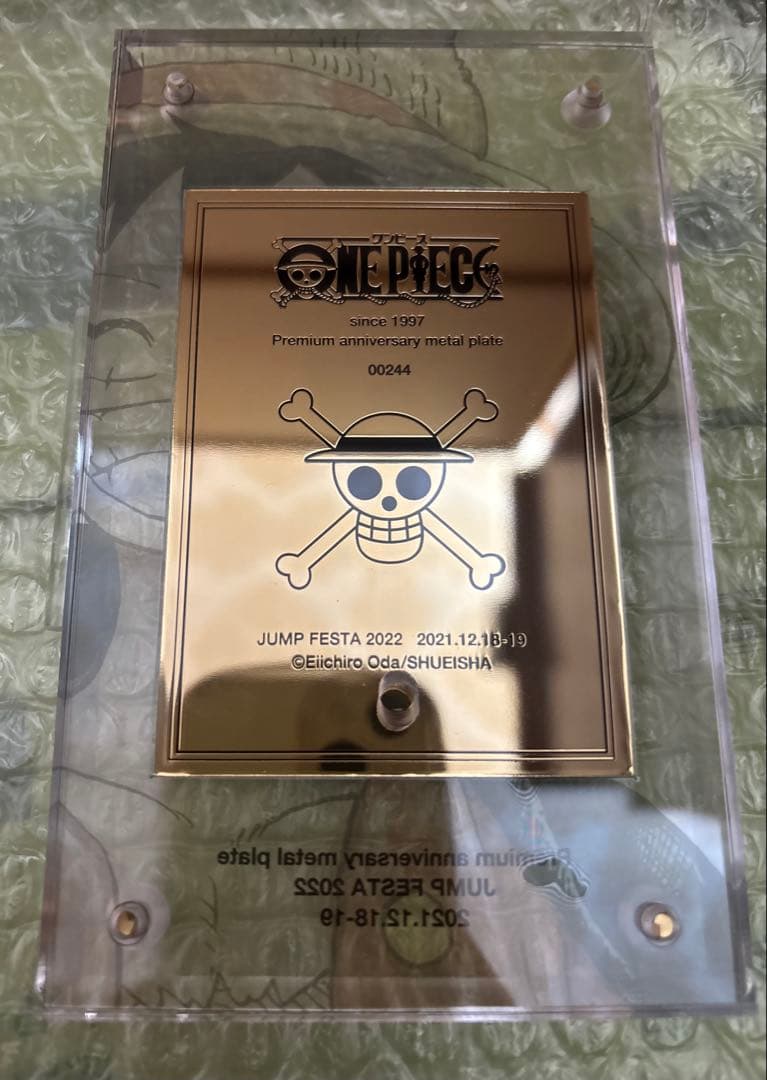 ワンピース
ONE PIECE
since 1997
Premium anniversary metal plate
00244
JUMP FESTA 2022 2021.12.18-19
©Eiichiro Oda/SHUEISHA
Premium anniversary metal plate
JUMP FESTA 2022
2021.12.18-19